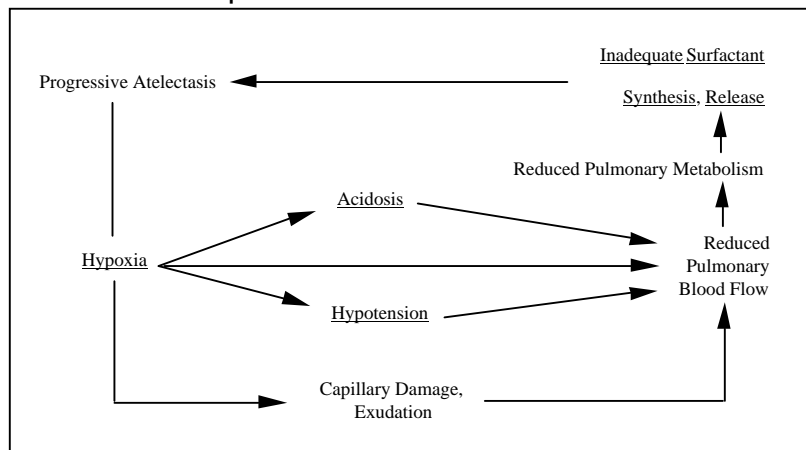 Inadequate Surfactant
Progressive Atelectasis
Synthesis, Release
Reduced Pulmonary Metabolism
Acidosis
Reduced
Hypoxia
Pulmonary
Blood Flow
Hypotension
Capillary Damage,
Exudation